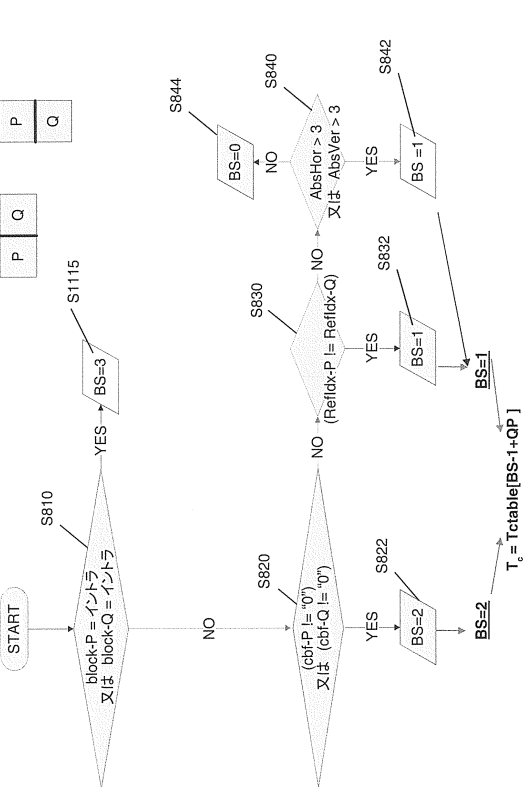 START
P
Q
P
Q
S810
block-P = イントラ
又は block-Q = イントラ
YES
S1115
BS=3
NO
S820
(cbf-P != “0”)
又は (cbf-Q != “0”)
NO
S830
(RefIdx-P != RefIdx-Q)
NO
S840
AbsHor > 3
又は AbsVer > 3
NO
S844
BS=0
YES
S822
BS=2
YES
S832
BS=1
YES
S842
BS =1
BS=2
BS=1
Tc = Tctable[BS-1+QP ]